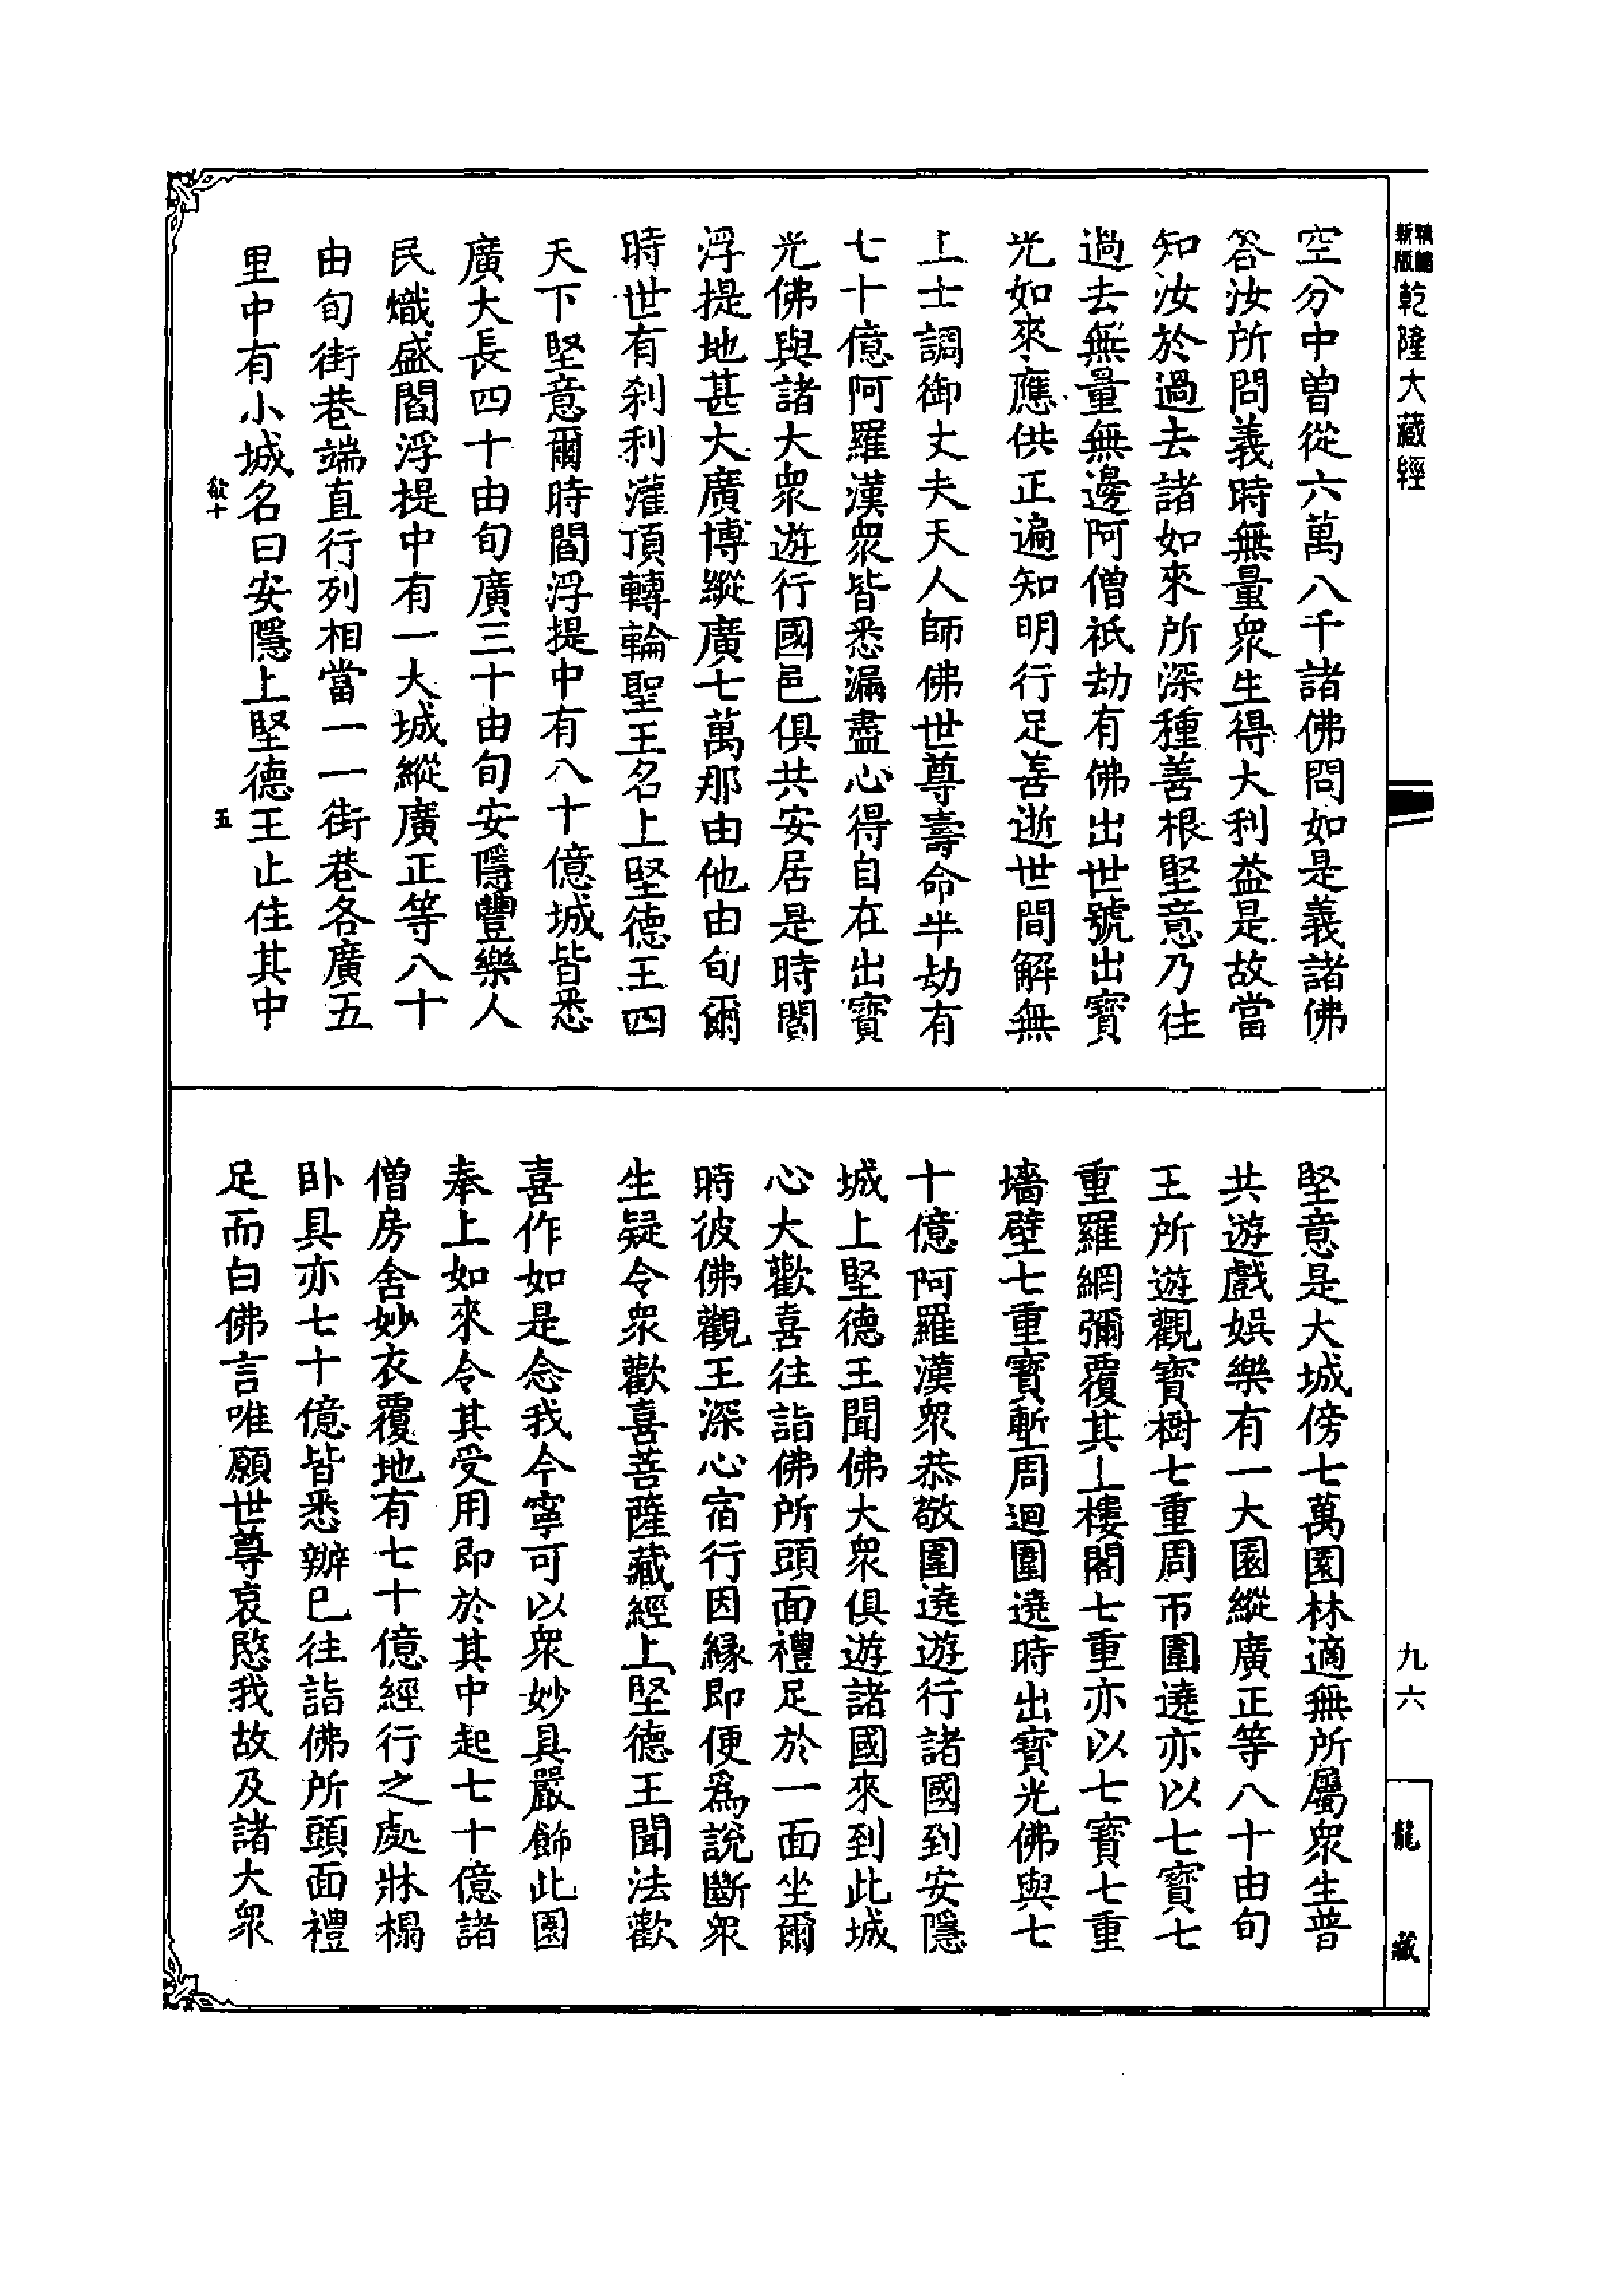 新版
乾隆大藏經
空分中曾從六萬八千諸佛問如是義諸佛
答汝所問義時無量衆生得大利益是故當
知汝於過去諸如來所深種善根堅意乃往
過去無量無邊阿僧祇劫有佛出世號出寶
光如來應供正遍知明行足善逝世間解無
上士調御丈夫天人師佛世尊壽命半劫有
七十億阿羅漢衆皆悉漏盡心得自在出寶
光佛與諸大衆遊行國邑俱共安居是時閻
浮提地甚大廣博縱廣七萬那由他由旬爾
時世有刹利灌頂轉輪聖王名上堅德王四
天下堅意爾時閻浮提中有八十億城皆悉
廣大長四十由旬廣三十由旬安隱豐樂人
民熾盛閻浮提中有一大城縱廣正等八十
由旬街巷端直行列相當一一街巷各廣五
里中有小城名曰安隱上堅德王止住其中
欲十
五
堅意是大城傍七萬園林適無所屬衆生普
共遊戲娛樂有一大園縱廣正等八十由旬
王所遊觀寶樹七重周帀圍遶亦以七寶七
重羅網彌覆其上樓閣七重亦以七寶七重
墻壁七重寶塹周迴圍遶時出寶光佛與七
十億阿羅漢衆恭敬圍遶遊行諸國到安隱
城上堅德王聞佛大衆俱遊諸國來到此城
心大歡喜往詣佛所頭面禮足於一面坐爾
時彼佛觀王深心宿行因緣即便爲說斷衆
生疑令衆歡喜菩薩藏經上堅德王聞法歡
喜作如是念我今寧可以衆妙具嚴飾此園
奉上如來令其受用即於其中起七十億諸
僧房舍妙衣覆地有七十億經行之處牀榻
臥具亦七十億皆悉辦已往詣佛所頭面禮
足而白佛言唯願世尊哀愍我故及諸大衆
九六
龍藏